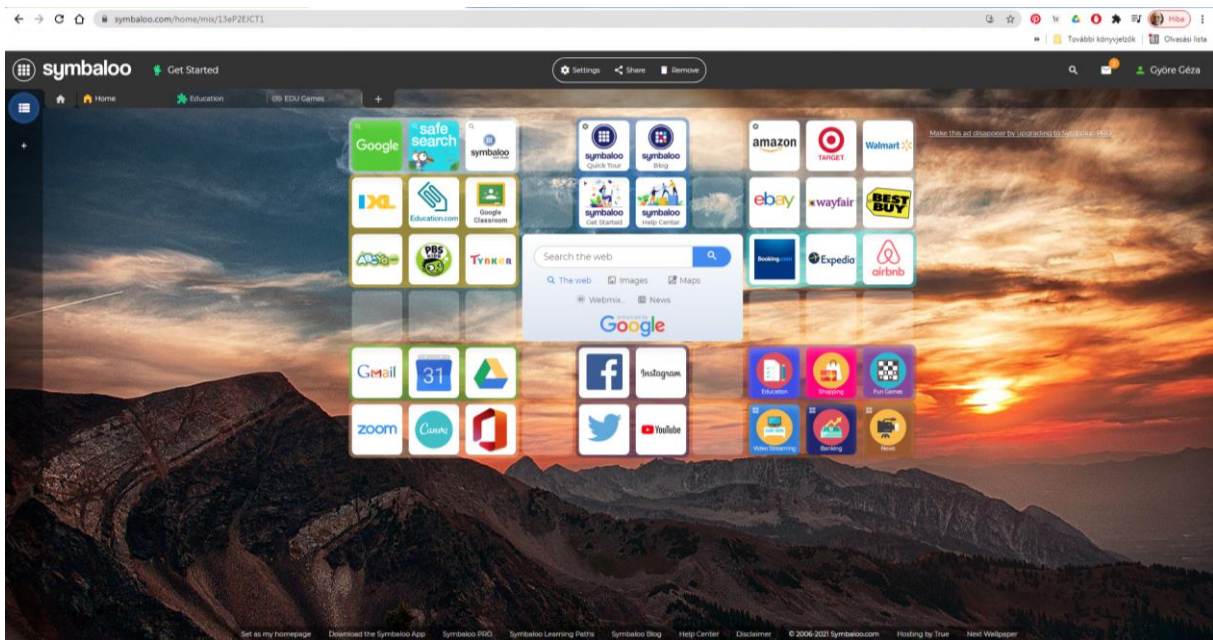 symbaloo.com/home/mix/13eP2EJCT1
Hiba
» További könyvjelzők Olvasási lista
symbaloo Get Started
Settings Share Remove
Györe Géza
Home Education EDU Games +
Make this ad disappear by upgrading to Symbaloo PRO
Google safe search symbaloo
symbaloo Quick Tour
symbaloo Blog
amazon TARGET Walmart
IXL Education.com Google Classroom
symbaloo Get Started
symbaloo Help Center
ebay wayfair BEST BUY
ABCya PBS KIDS Tynker
Search the web
The web Images Maps
Webmix... News
enhanced by
Google
Booking.com Expedia airbnb
Gmail 31
Instagram
Education Shopping Fun Games
zoom Canva
YouTube
Video Streaming Banking News
Set as my homepage Download the Symbaloo App Symbaloo PRO Symbaloo Learning Paths Symbaloo Blog Help Center Disclaimer © 2006-2021 Symbaloo.com Hosting by True Next Wallpaper